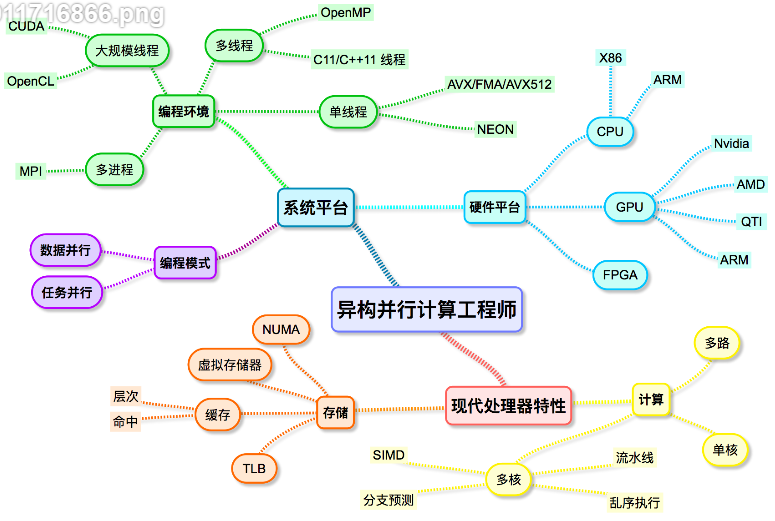 011716866.png
CUDA
大规模线程
OpenCL
多线程
OpenMP
C11/C++11 线程
编程环境
单线程
AVX/FMA/AVX512
NEON
MPI
多进程
X86
ARM
CPU
Nvidia
AMD
GPU
QTI
ARM
FPGA
硬件平台
系统平台
数据并行
任务并行
编程模式
异构并行计算工程师
NUMA
虚拟存储器
层次
命中
缓存
存储
TLB
现代处理器特性
计算
多路
单核
SIMD
分支预测
多核
流水线
乱序执行